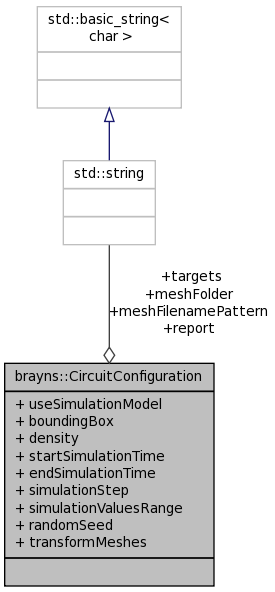 std::basic_string<
char >
std::string
+targets
+meshFolder
+meshFilenamePattern
+report
brayns::CircuitConfiguration
+ useSimulationModel
+ boundingBox
+ density
+ startSimulationTime
+ endSimulationTime
+ simulationStep
+ simulationValuesRange
+ randomSeed
+ transformMeshes